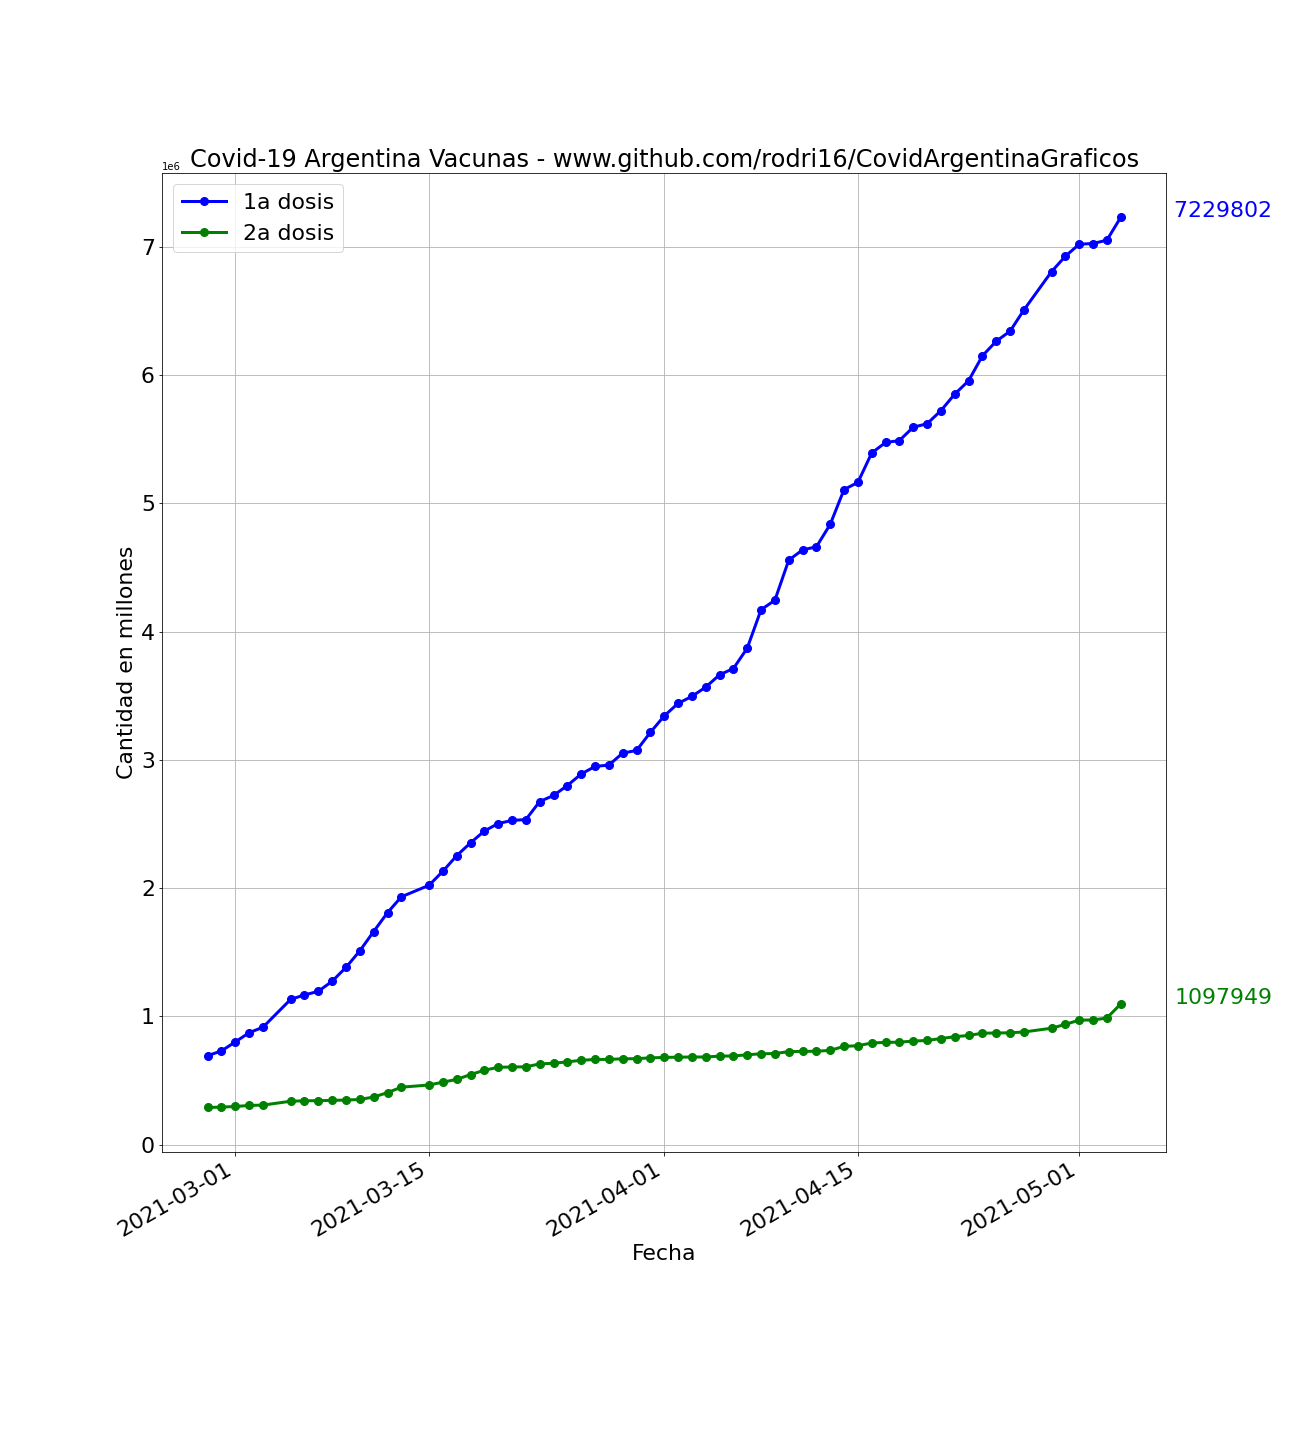 Covid-19 Argentina Vacunas - www.github.com/rodri16/CovidArgentinaGraficos
1e6
1a dosis
2a dosis
7229802
1097949
7
6
5
4
3
2
1
0
Cantidad en millones
2021-03-01
2021-03-15
2021-04-01
2021-04-15
2021-05-01
Fecha